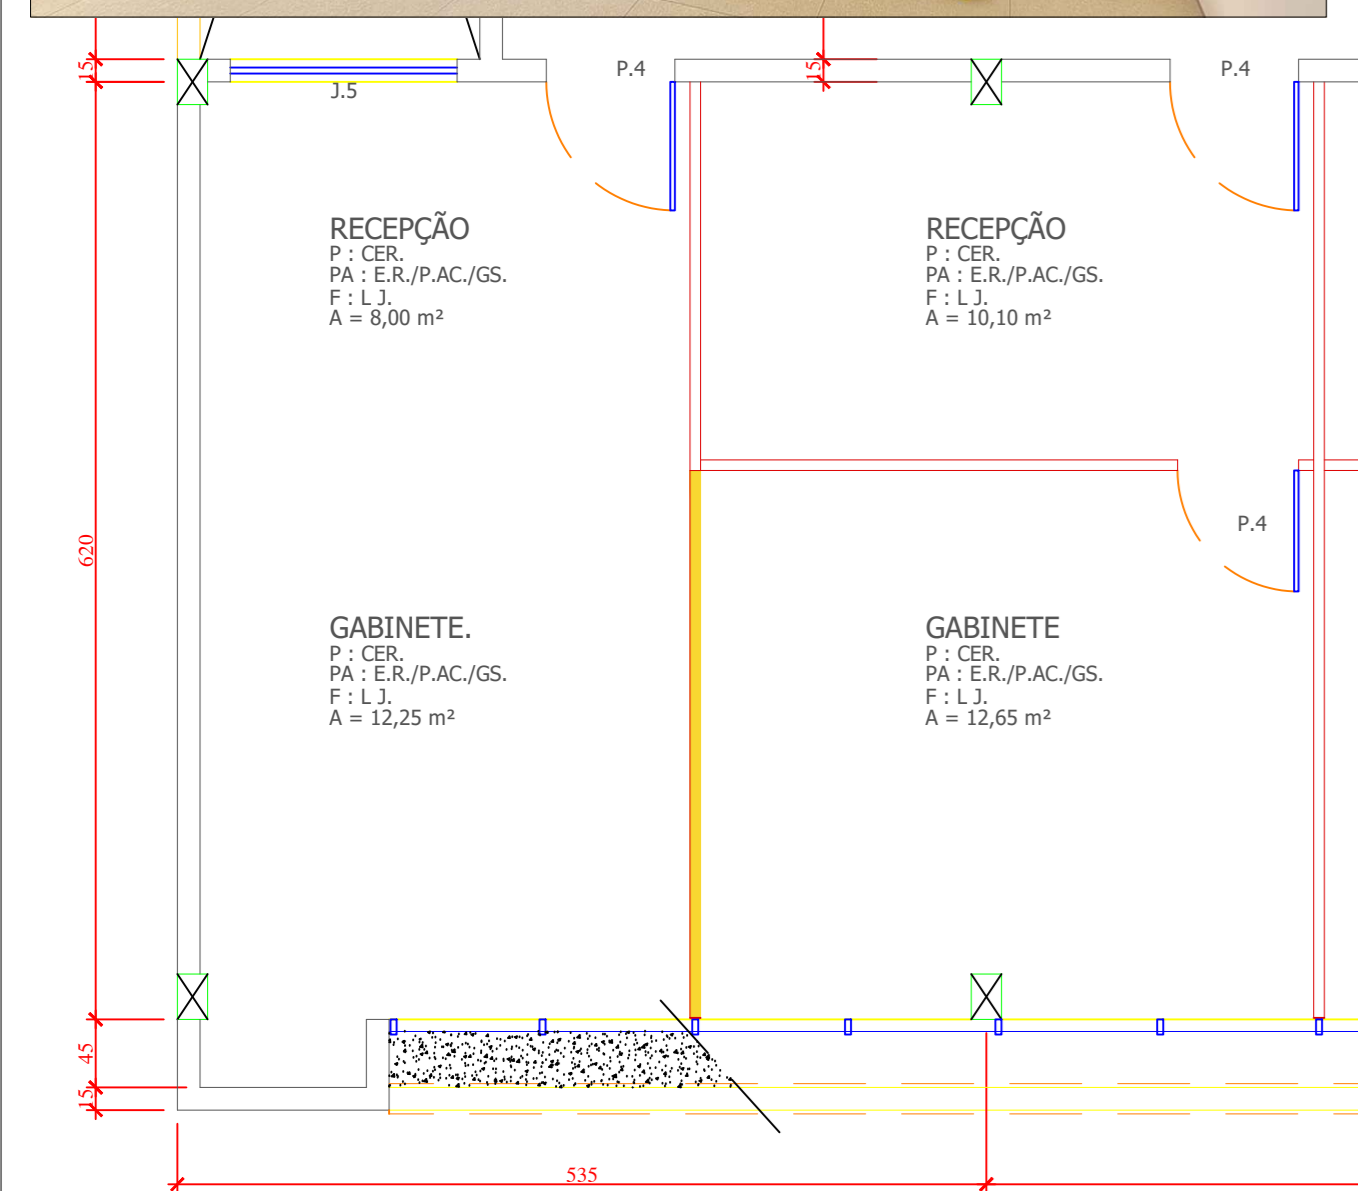 15
15
P.4
P.4
J.5
RECEPÇÃO
P : CER.
PA : E.R./P.AC./GS.
F : L J.
A = 8,00 m²
RECEPÇÃO
P : CER.
PA : E.R./P.AC./GS.
F : L J.
A = 10,10 m²
P.4
620
GABINETE.
P : CER.
PA : E.R./P.AC./GS.
F : L J.
A = 12,25 m²
GABINETE
P : CER.
PA : E.R./P.AC./GS.
F : L J.
A = 12,65 m²
45
15
535